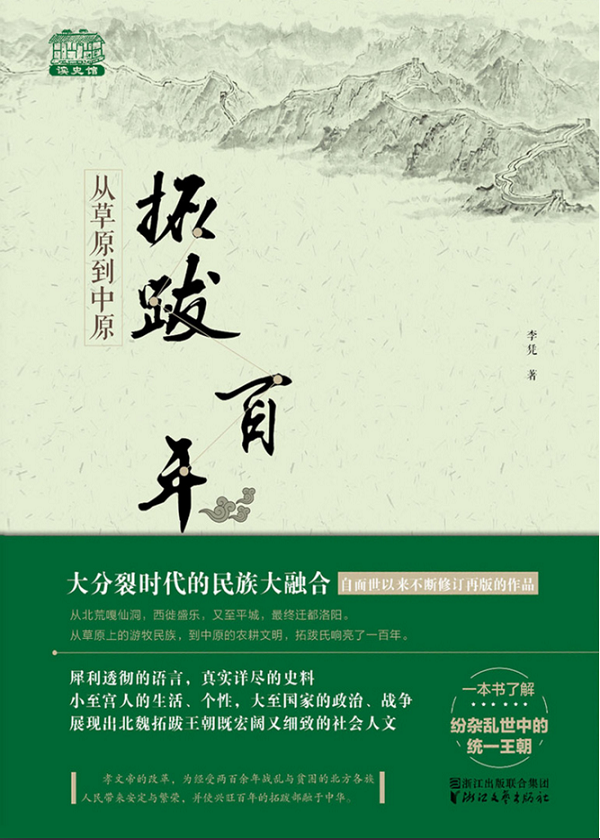 读史馆
从草原到中原
拓跋百年
李凭 著
大分裂时代的民族大融合 自面世以来不断修订再版的作品
从北荒嘎仙洞，西徙盛乐，又至平城，最终迁都洛阳。
从草原上的游牧民族，到中原的农耕文明，拓跋氏响亮了一百年。
犀利透彻的语言，真实详尽的史料
小至宫人的生活、个性，大至国家的政治、战争
展现出北魏拓跋王朝既宏阔又细致的社会人文
一本书了解
纷杂乱世中的
统一王朝
孝文帝的改革，为经受两百余年战乱与贫困的北方各族
人民带来安定与繁荣，并使兴旺百年的拓跋部融于中华。
浙江出版联合集团
浙江文艺出版社